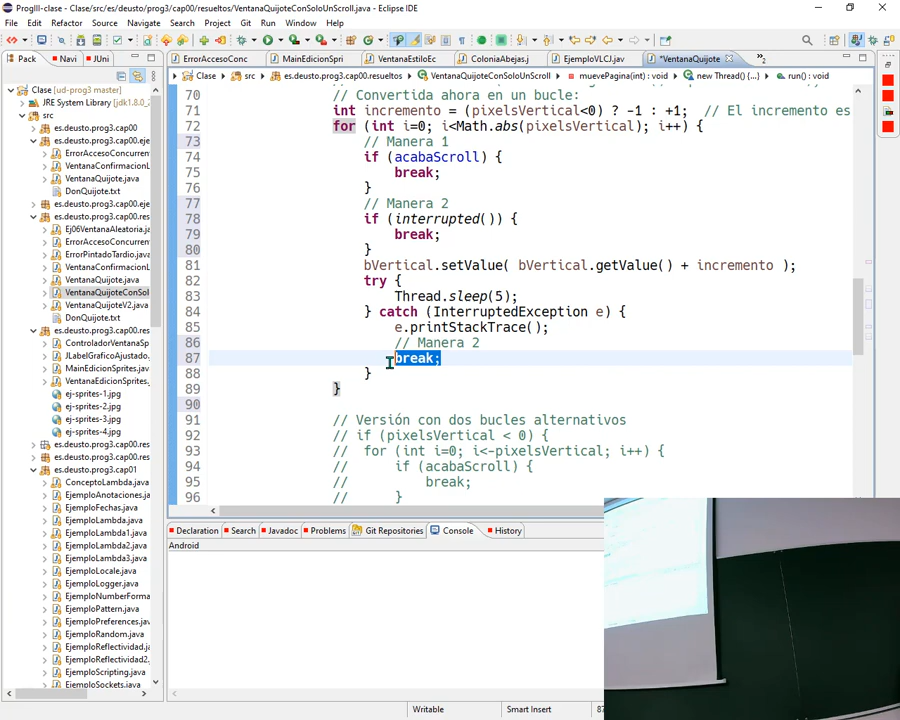 ProgIII-clase - Clase/src/es/deusto/prog3/cap00/resueltos/VentanaQuijoteConSoloUnScroll.java - Eclipse IDE
File Edit Source Refactor Source Navigate Search Project Git Run Window Help
Pack Navi JUni
ErrorAccesoConc MainEdicionSpri VentanaEstiloEc ColoniaAbejas.j EjemploVLCJ.jav *VentanaQuijote
Clase src es.deusto.prog3.cap00.resueltos VentanaQuijoteConSoloUnScroll muevePagina(int) : void new Thread() {...} run() : void
Clase [ud-prog3 master]
JRE System Library [jdk1.8.0_
src
es.deusto.prog3.cap00
es.deusto.prog3.cap00.eje
ErrorAccesoConcurren
VentanaConfirmacionL
VentanaQuijote.java
DonQuijote.txt
es.deusto.prog3.cap00.res
Ej06VentanaAleatoria.j
ErrorAccesoConcurren
ErrorPintadoTardio.java
VentanaConfirmacionL
VentanaQuijote.java
VentanaQuijoteConSol
VentanaQuijoteV2.java
DonQuijote.txt
es.deusto.prog3.cap00.res
ControladorVentanaSp
JLabelGraficoAjustado.
MainEdicionSprites.jav
VentanaEdicionSprites.
ej-sprites-1.jpg
ej-sprites-2.jpg
ej-sprites-3.jpg
ej-sprites-4.jpg
es.deusto.prog3.cap00.res
es.deusto.prog3.cap00.res
es.deusto.prog3.cap01
ConceptoLambda.java
EjemploAnotaciones.jav
EjemploFechas.java
EjemploLambda.java
EjemploLambda1.java
EjemploLambda2.java
EjemploLambda3.java
EjemploLocale.java
EjemploLogger.java
EjemploNumberForma
EjemploPattern.java
EjemploPreferences.jav
EjemploRandom.java
EjemploReflectividad.ja
EjemploReflectividad2.
EjemploScripting.java
EjemploSockets.java
70 // Convertida ahora en un bucle:
71 int incremento = (pixelsVertical<0) ? -1 : +1; // El incremento es
72 for (int i=0; i<Math.abs(pixelsVertical); i++) {
73 // Manera 1
74 if (acabaScroll) {
75 break;
76 }
77 // Manera 2
78 if (interrupted()) {
79 break;
80 }
81 bVertical.setValue( bVertical.getValue() + incremento );
82 try {
83 Thread.sleep(5);
84 } catch (InterruptedException e) {
85 e.printStackTrace();
86 // Manera 2
87 break;
88 }
89 }
90
91 // Versión con dos bucles alternativos
92 // if (pixelsVertical < 0) {
93 // for (int i=0; i<-pixelsVertical; i++) {
94 // if (acabaScroll) {
95 // break;
96 // }
Declaration Search Javadoc Problems Git Repositories Console History
Android
Writable Smart Insert 87